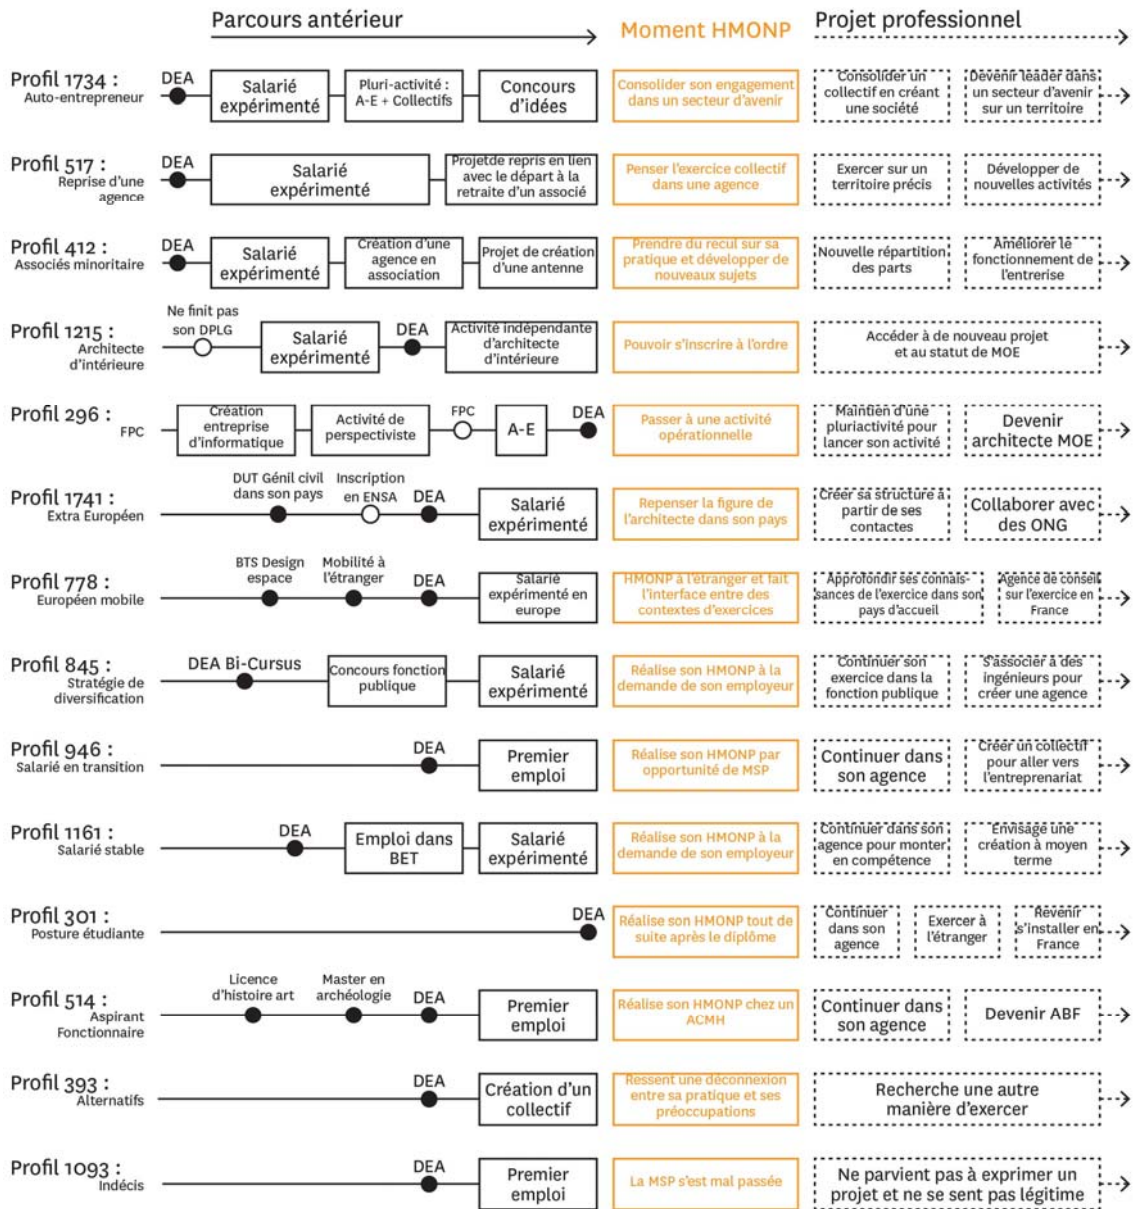 Parcours antérieur
Moment HMONP
Projet professionnel
Profil 1734 :
Auto-entrepreneur
DEA
Salarié
expérimenté
Pluri-activité :
A-E + Collectifs
Concours
d'idées
Consolider son engagement
dans un secteur d'avenir
Consolider un
collectif en créant
une société
Devenir leader dans
un secteur d'avenir
sur un territoire
Profil 517 :
Reprise d'une
agence
DEA
Salarié
expérimenté
Projetde repris en lien
avec le départ à la
retraite d'un associé
Penser l'exercice collectif
dans une agence
Exercer sur un
territoire précis
Développer de
nouvelles activités
Profil 412 :
Associés minoritaire
DEA
Salarié
expérimenté
Création d'une
agence en
association
Projet de création
d'une antenne
Prendre du recul sur sa
pratique et développer de
nouveaux sujets
Nouvelle répartition
des parts
Améliorer le
fonctionnement de
l'entrerise
Profil 1215 :
Architecte
d'intérieure
Ne finit pas
son DPLG
Salarié
expérimenté
DEA
Activité indépendante
d'architecte
d'intérieure
Pouvoir s'inscrire à l'ordre
Accéder à de nouveau projet
et au statut de MOE
Profil 296 :
FPC
Création
entreprise
d'informatique
Activité de
perspectiviste
FPC
A-E
DEA
Passer à une activité
opérationnelle
Maintien d'une
pluriactivité pour
lancer son activité
Devenir
architecte MOE
Profil 1741 :
Extra Européen
DUT Génil civil
dans son pays
Inscription
en ENSA
DEA
Salarié
expérimenté
Repenser la figure de
l'architecte dans son pays
Créer sa structure à
partir de ses
contactes
Collaborer avec
des ONG
Profil 778 :
Européen mobile
BTS Design
espace
Mobilité à
l'étranger
DEA
Salarié
expérimenté en
europe
HMONP à l'étranger et fait
l'interface entre des
contextes d'exercices
Approfondir ses connais-
sances de l'exercice dans son
pays d'accueil
Agence de conseil
sur l'exercice en
France
Profil 845 :
Stratégie de
diversification
DEA Bi-Cursus
Concours fonction
publique
Salarié
expérimenté
Réalise son HMONP à la
demande de son employeur
Continuer son
exercice dans la
fonction publique
S'associer à des
ingénieurs pour
créer une agence
Profil 946 :
Salarié en transition
DEA
Premier
emploi
Réalise son HMONP par
opportunité de MSP
Continuer dans
son agence
Créer un collectif
pour aller vers
l'entreprenariat
Profil 1161 :
Salarié stable
DEA
Emploi dans
BET
Salarié
expérimenté
Réalise son HMONP à la
demande de son employeur
Continuer dans son
agence pour monter
en compétence
Envisage une
création à moyen
terme
Profil 301 :
Posture étudiante
DEA
Réalise son HMONP tout de
suite après le diplôme
Continuer
dans son
agence
Exercer à
l'étranger
Revenir
s'installer en
France
Profil 514 :
Aspirant
Fonctionnaire
Licence
d'histoire art
Master en
archéologie
DEA
Premier
emploi
Réalise son HMONP chez un
ACMH
Continuer dans
son agence
Devenir ABF
Profil 393 :
Alternatifs
DEA
Création d'un
collectif
Ressent une déconnexion
entre sa pratique et ses
préoccupations
Recherche une autre
manière d'exercer
Profil 1093 :
Indécis
DEA
Premier
emploi
La MSP s'est mal passée
Ne parvient pas à exprimer un
projet et ne se sent pas légitime